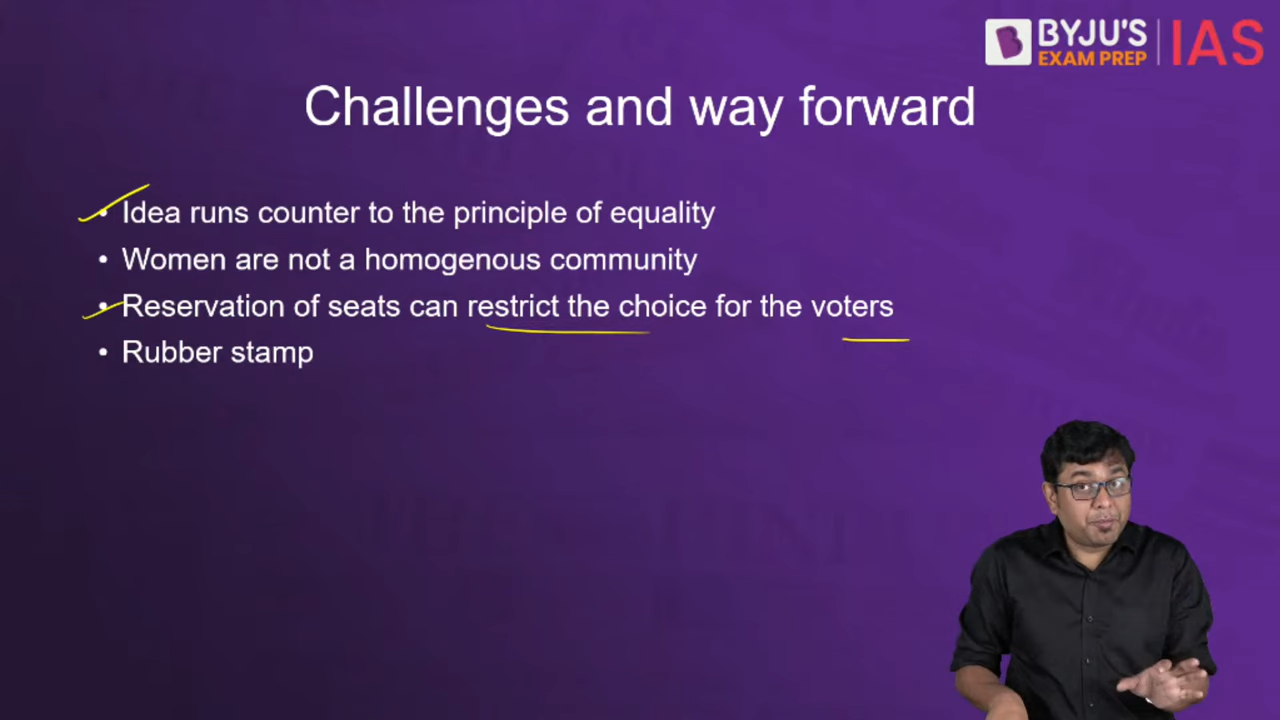 BYJU'S
EXAM PREP
IAS
Challenges and way forward
• Idea runs counter to the principle of equality
• Women are not a homogenous community
• Reservation of seats can restrict the choice for the voters
• Rubber stamp